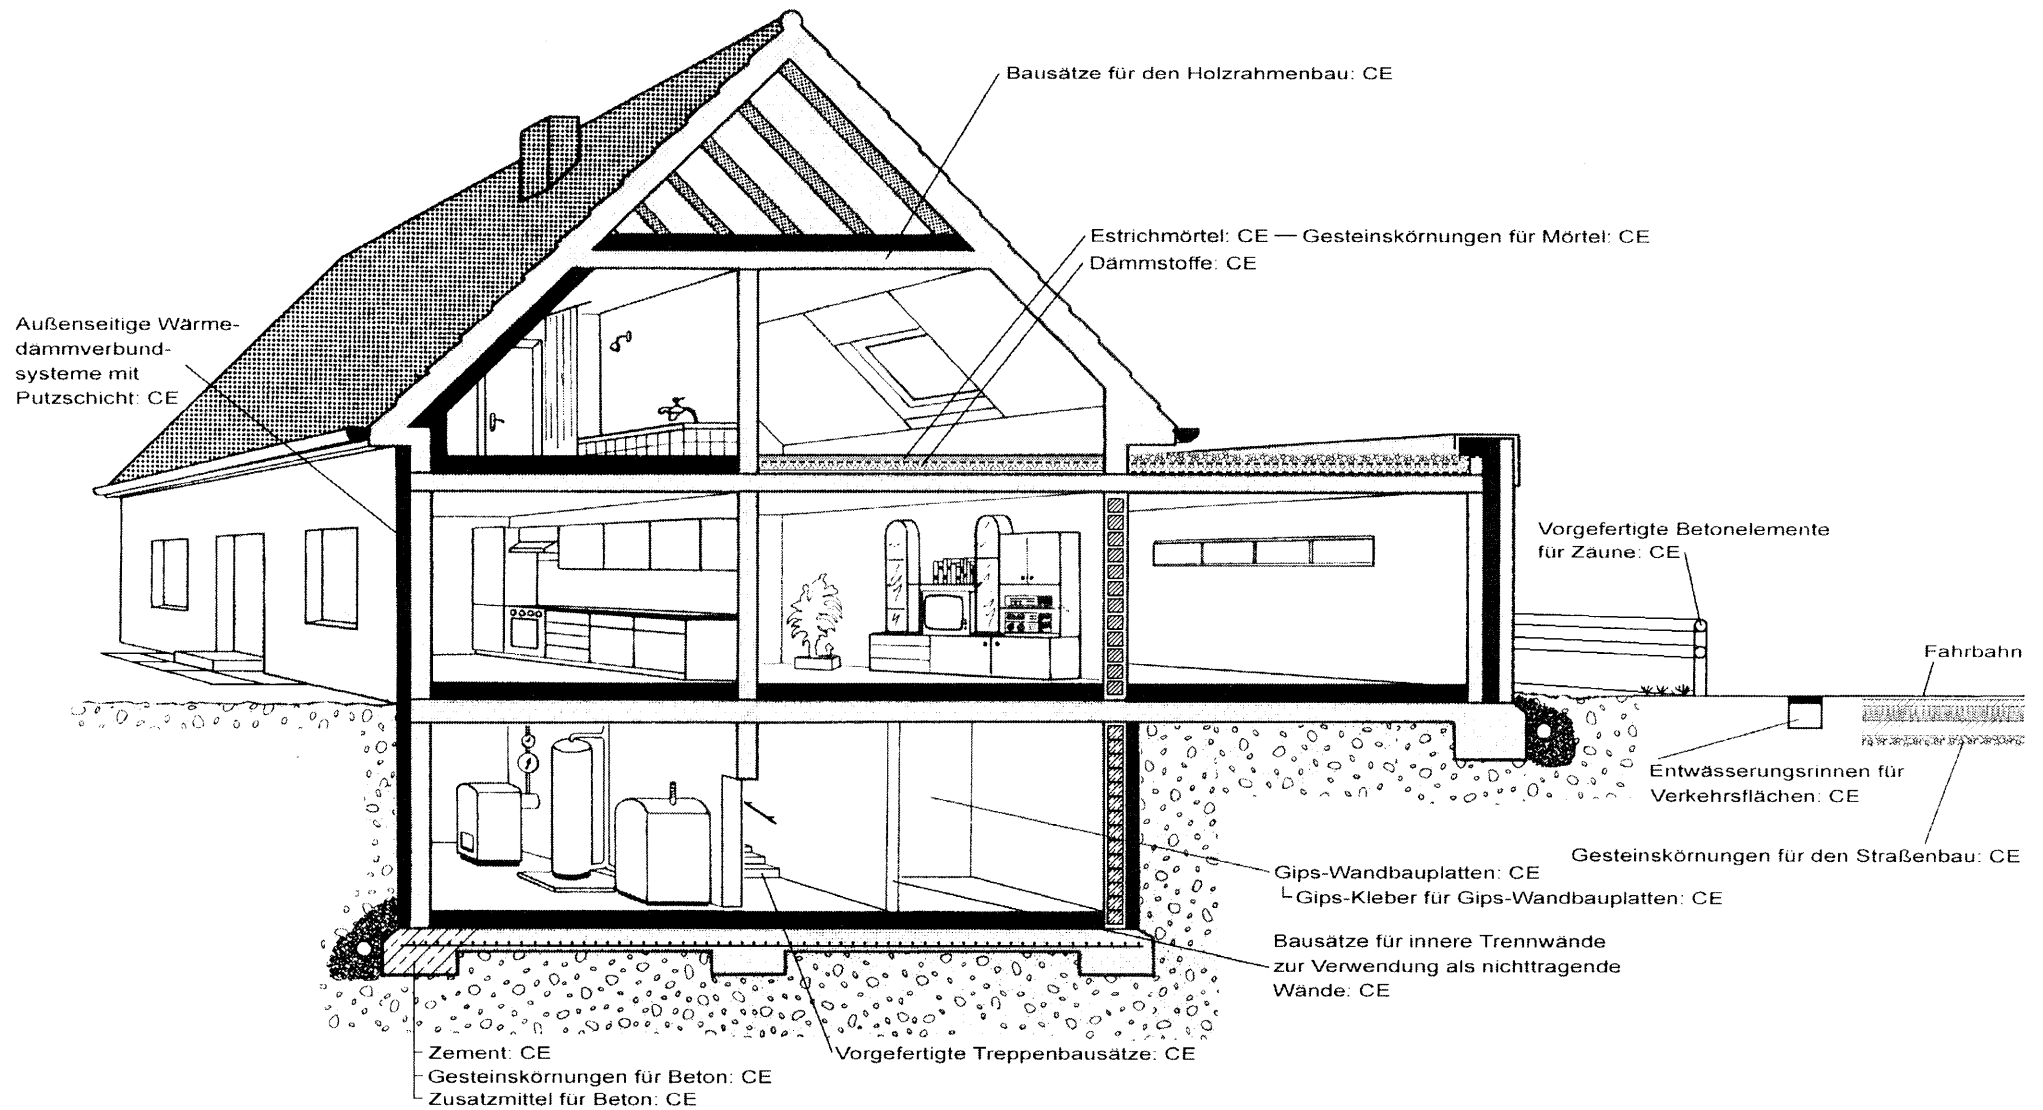 Bausätze für den Holzrahmenbau: CE
Estrichmörtel: CE — Gesteinskörnungen für Mörtel: CE
Dämmstoffe: CE
Außenseitige Wärme-
dämmverbund-
systeme mit
Putzschicht: CE
Vorgefertigte Betonelemente
für Zäune: CE
Fahrbahn
Entwässerungsrinnen für
Verkehrsflächen: CE
Gesteinskörnungen für den Straßenbau: CE
Gips-Wandbauplatten: CE
Gips-Kleber für Gips-Wandbauplatten: CE
Bausätze für innere Trennwände
zur Verwendung als nichttragende
Wände: CE
Vorgefertigte Treppenbausätze: CE
Zement: CE
Gesteinskörnungen für Beton: CE
Zusatzmittel für Beton: CE